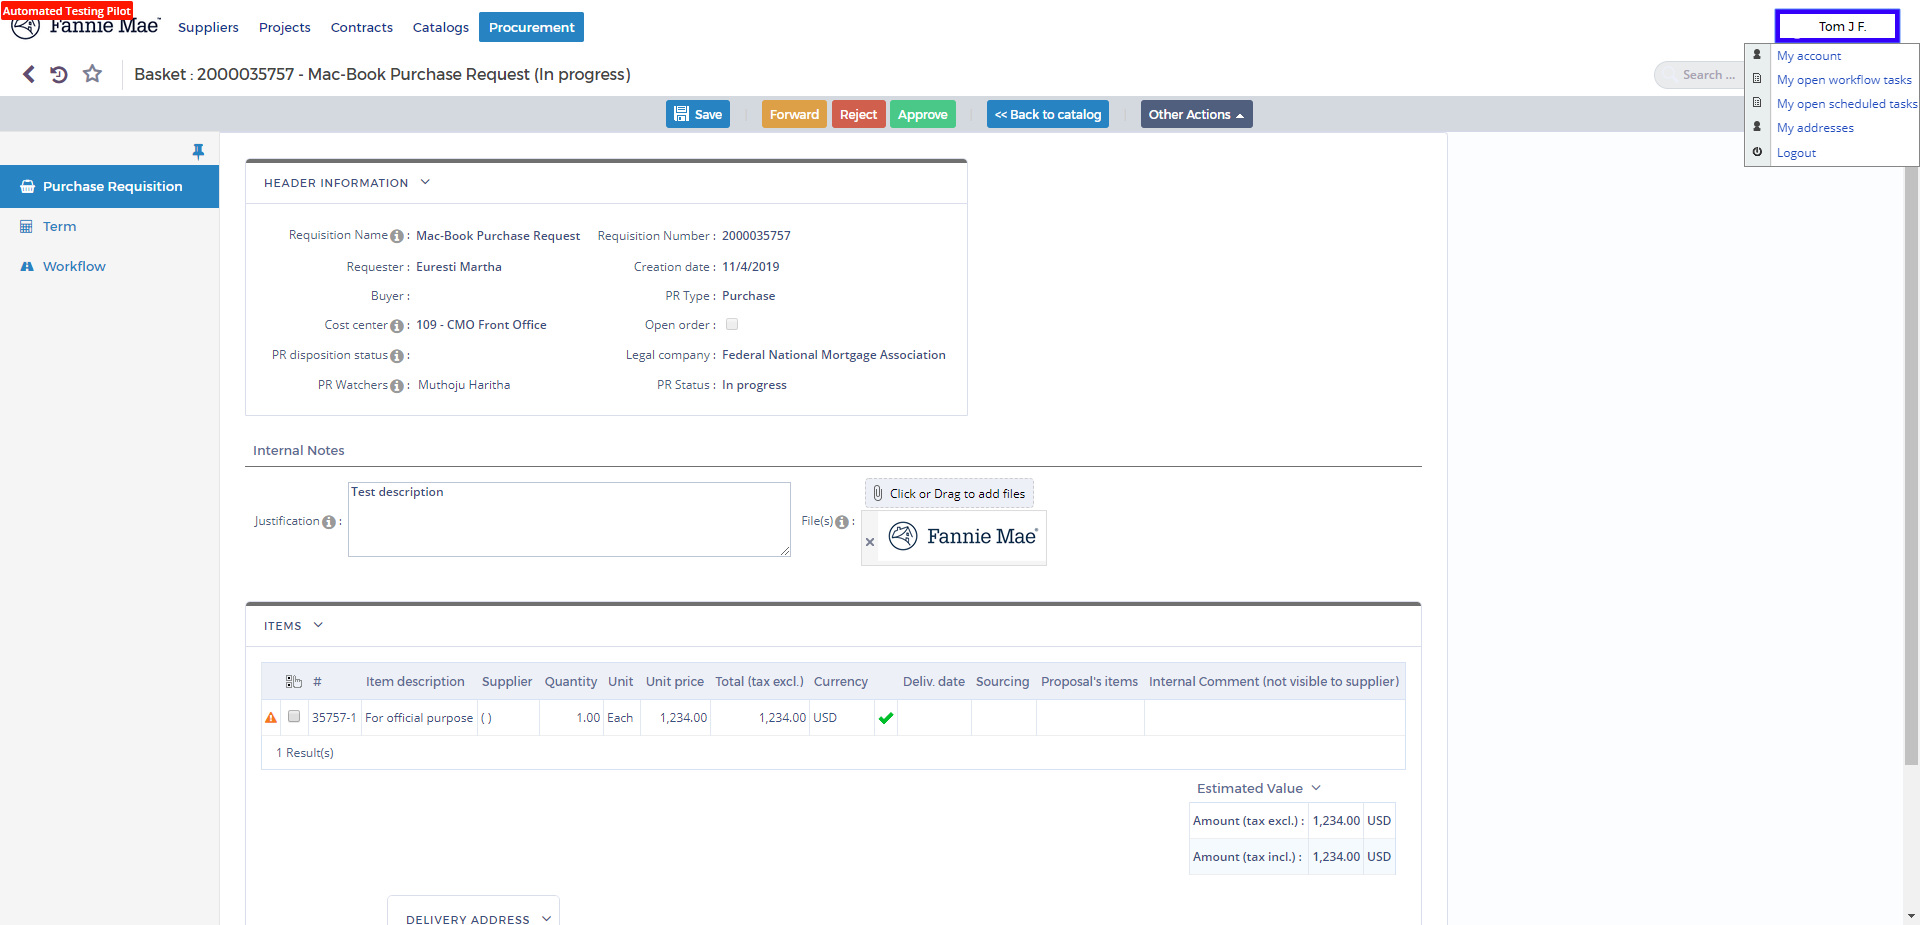 Automated Testing Pilot
Fannie Mae
Suppliers
Projects
Contracts
Catalogs
Procurement
Tom J F.
My account
My open workflow tasks
My open scheduled tasks
My addresses
Logout
Basket : 2000035757 - Mac-Book Purchase Request (In progress)
Search ...
Save
Forward
Reject
Approve
<< Back to catalog
Other Actions
Purchase Requisition
Term
Workflow
HEADER INFORMATION
Requisition Name : Mac-Book Purchase Request
Requisition Number : 2000035757
Requester : Euresti Martha
Creation date : 11/4/2019
Buyer :
PR Type : Purchase
Cost center : 109 - CMO Front Office
Open order :
PR disposition status :
Legal company : Federal National Mortgage Association
PR Watchers : Muthoju Haritha
PR Status : In progress
Internal Notes
Justification :
Test description
File(s) :
Click or Drag to add files
Fannie Mae
ITEMS
# Item description Supplier Quantity Unit Unit price Total (tax excl.) Currency Deliv. date Sourcing Proposal's items Internal Comment (not visible to supplier)
35757-1 For official purpose ( ) 1.00 Each 1,234.00 1,234.00 USD
1 Result(s)
Estimated Value
Amount (tax excl.) : 1,234.00 USD
Amount (tax incl.) : 1,234.00 USD
DELIVERY ADDRESS